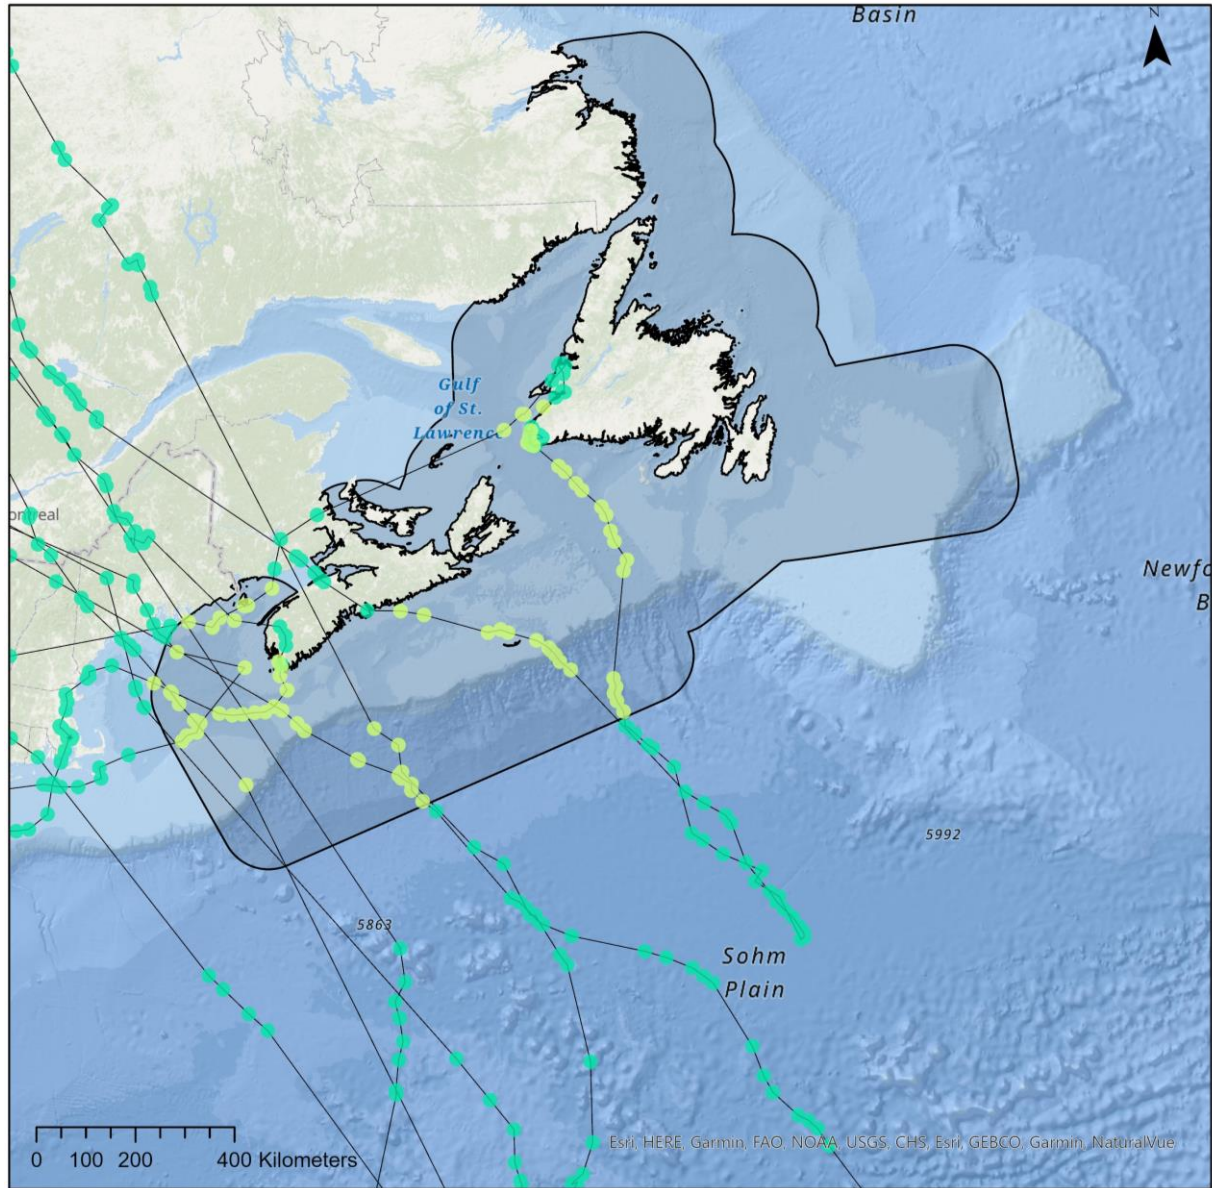 Basin
N
Gulf
of St.
Lawrence
ontreal
Newfo
B
5992
5863
Sohm
Plain
0 100 200 400 Kilometers
Esri, HERE, Garmin, FAO, NOAA, USGS, CHS, Esri, GEBCO, Garmin, NaturalVue